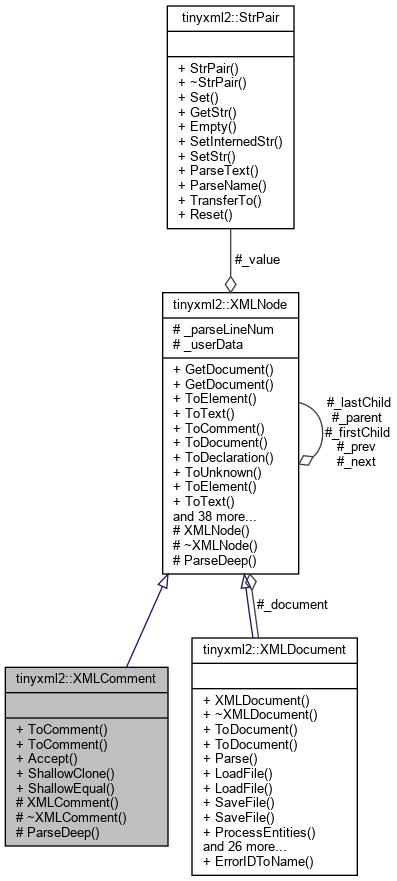 tinyxml2::StrPair
+ StrPair()
+ ~StrPair()
+ Set()
+ GetStr()
+ Empty()
+ SetInternedStr()
+ SetStr()
+ ParseText()
+ ParseName()
+ TransferTo()
+ Reset()
#_value
tinyxml2::XMLNode
# _parseLineNum
# _userData
+ GetDocument()
+ GetDocument()
+ ToElement()
+ ToText()
+ ToComment()
+ ToDocument()
+ ToDeclaration()
+ ToUnknown()
+ ToElement()
+ ToText()
and 38 more...
# XMLNode()
# ~XMLNode()
# ParseDeep()
#_lastChild
#_parent
#_firstChild
#_prev
#_next
#_document
tinyxml2::XMLComment
+ ToComment()
+ ToComment()
+ Accept()
+ ShallowClone()
+ ShallowEqual()
# XMLComment()
# ~XMLComment()
# ParseDeep()
tinyxml2::XMLDocument
+ XMLDocument()
+ ~XMLDocument()
+ ToDocument()
+ ToDocument()
+ Parse()
+ LoadFile()
+ LoadFile()
+ SaveFile()
+ SaveFile()
+ ProcessEntities()
and 26 more...
+ ErrorIDToName()